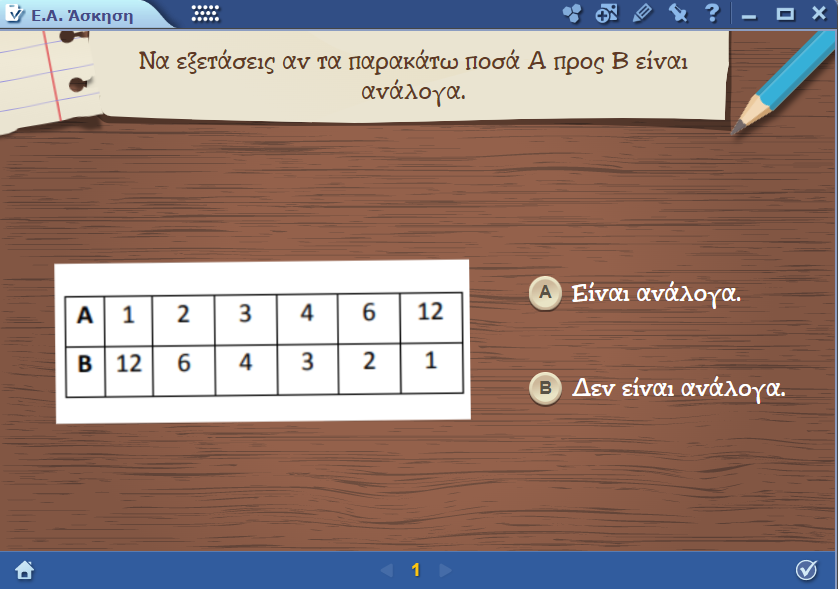 Ε.Α. Άσκηση
Να εξετάσεις αν τα παρακάτω ποσά Α προς Β είναι
ανάλογα.
Α 1 2 3 4 6 12
Β 12 6 4 3 2 1
Α Είναι ανάλογα.
Β Δεν είναι ανάλογα.
1